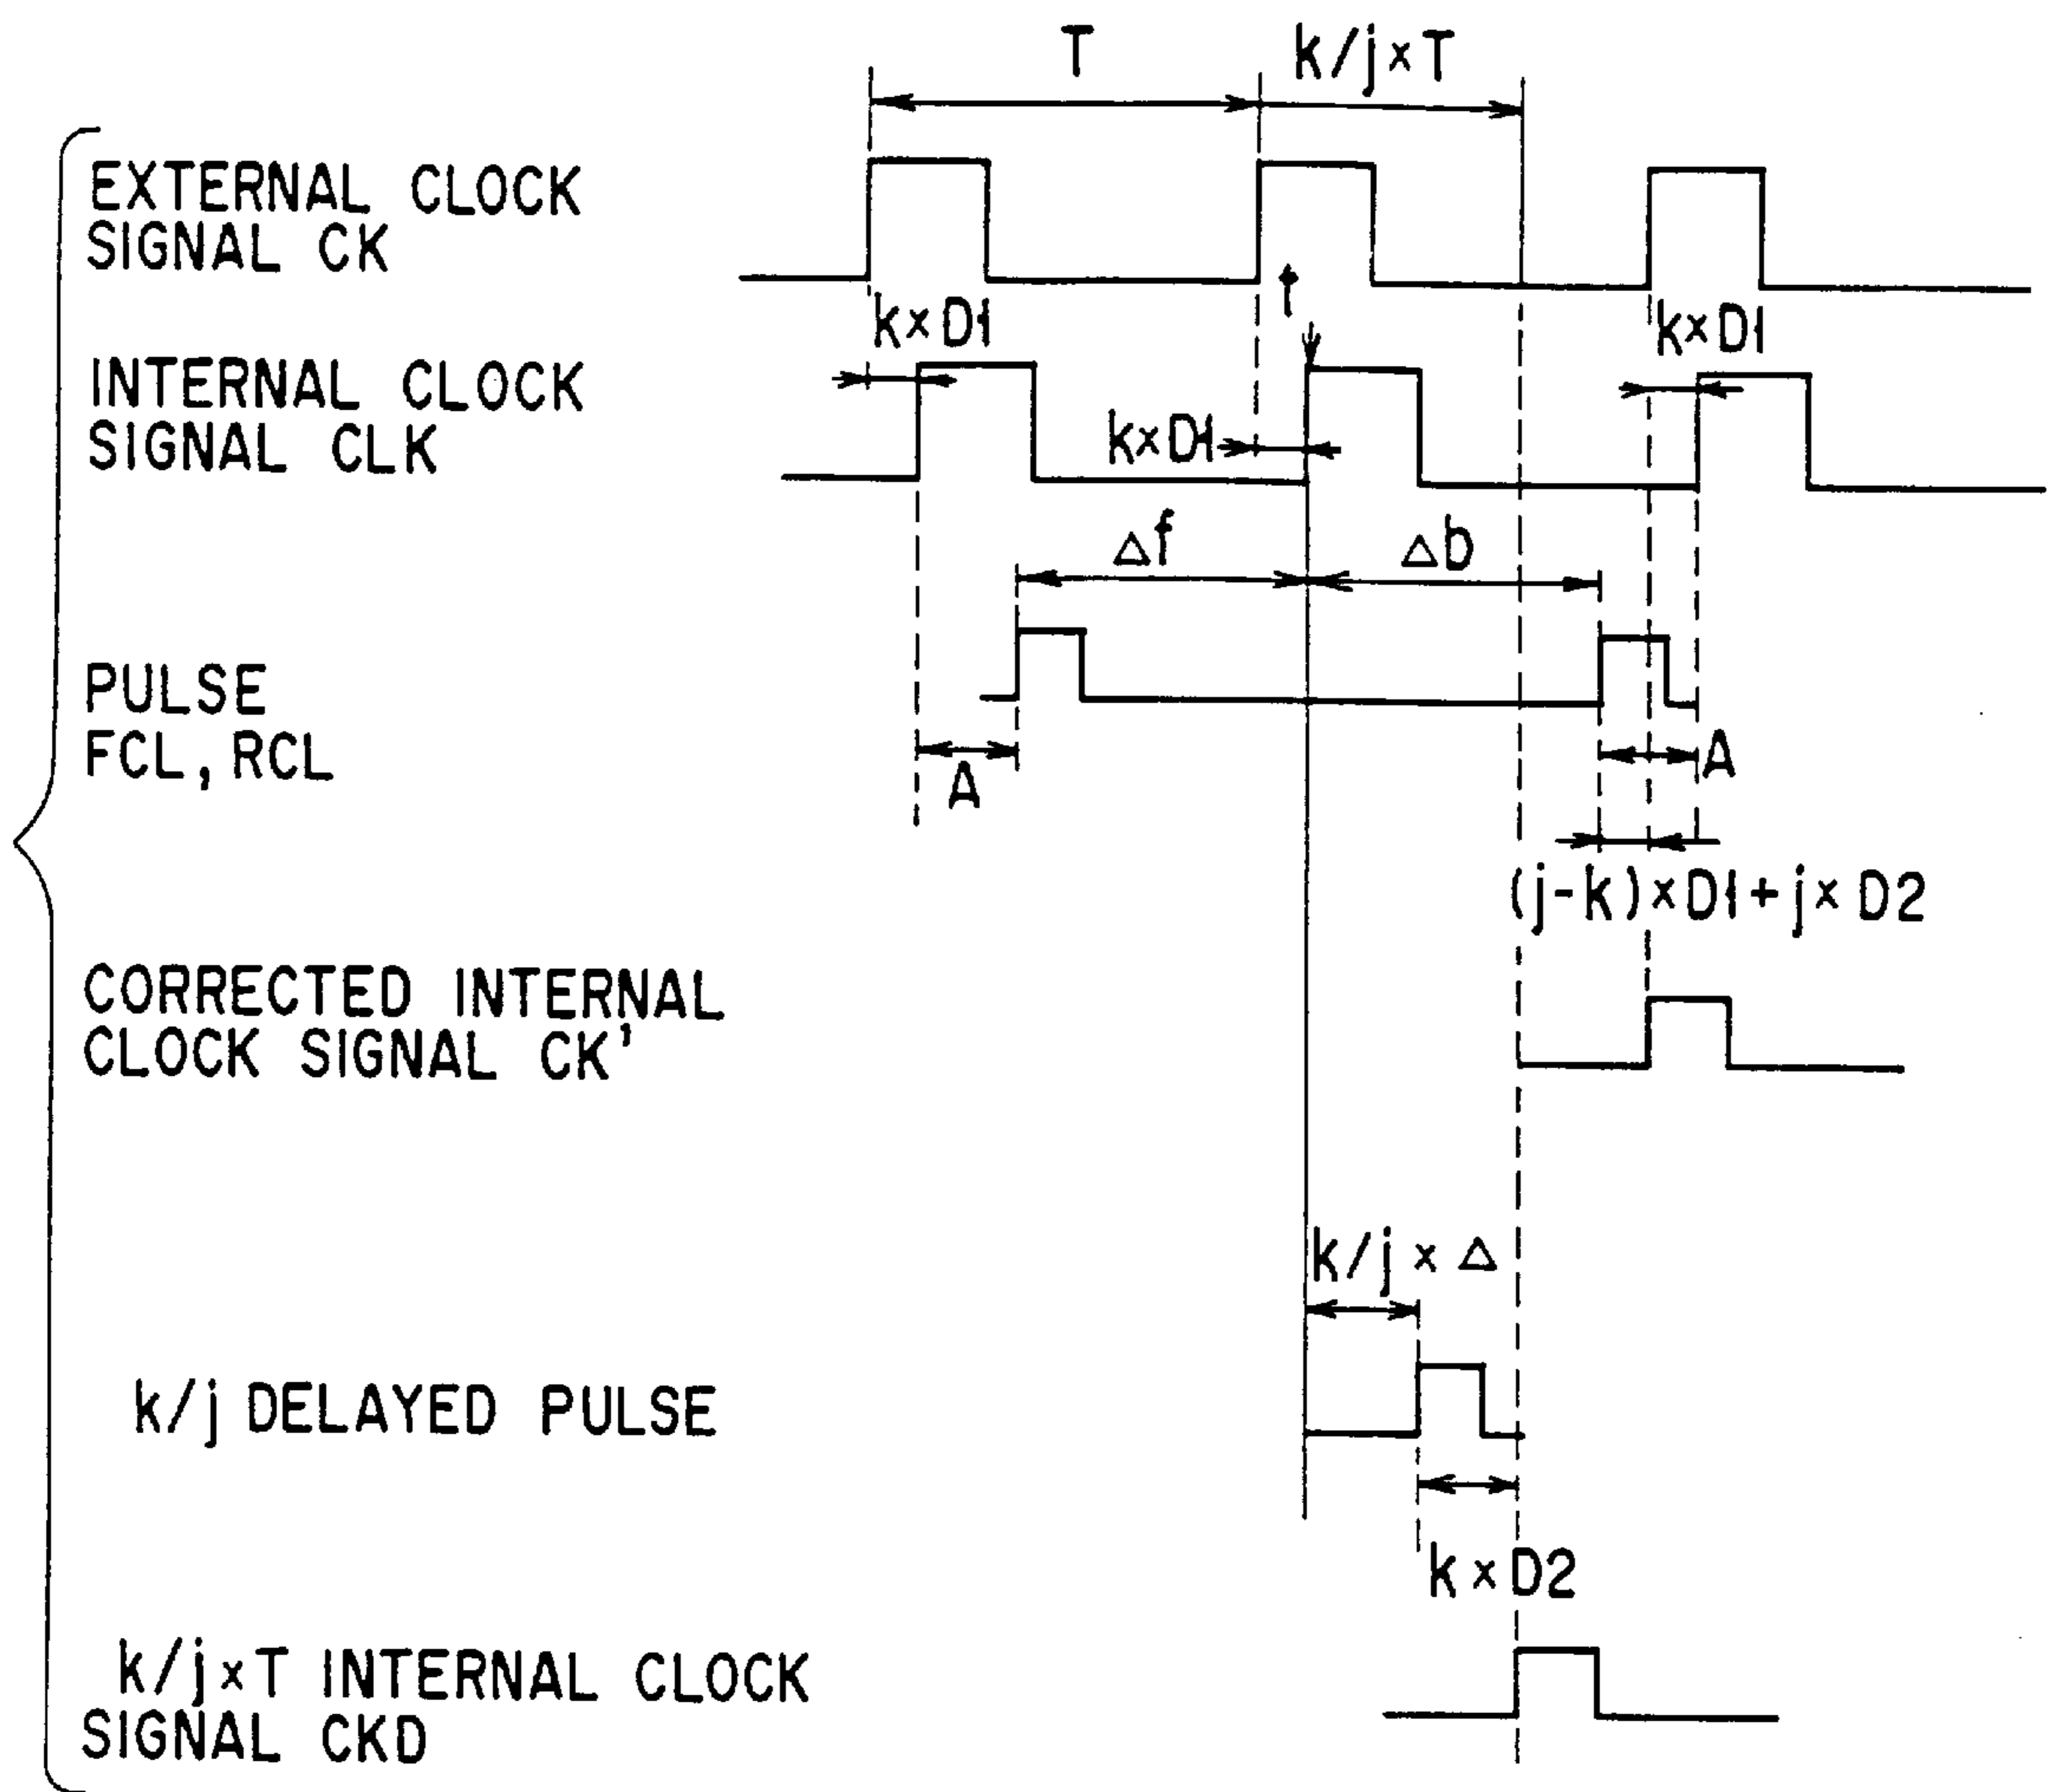 T
k/j×T
EXTERNAL CLOCK
SIGNAL CK
t
k×D1
k×D1
INTERNAL CLOCK
SIGNAL CLK
k×D1
Δf
Δb
PULSE
FCL, RCL
A
A
(j-k)×D1+j×D2
CORRECTED INTERNAL
CLOCK SIGNAL CK'
k/j × Δ
k/j DELAYED PULSE
k×D2
k/j×T INTERNAL CLOCK
SIGNAL CKD